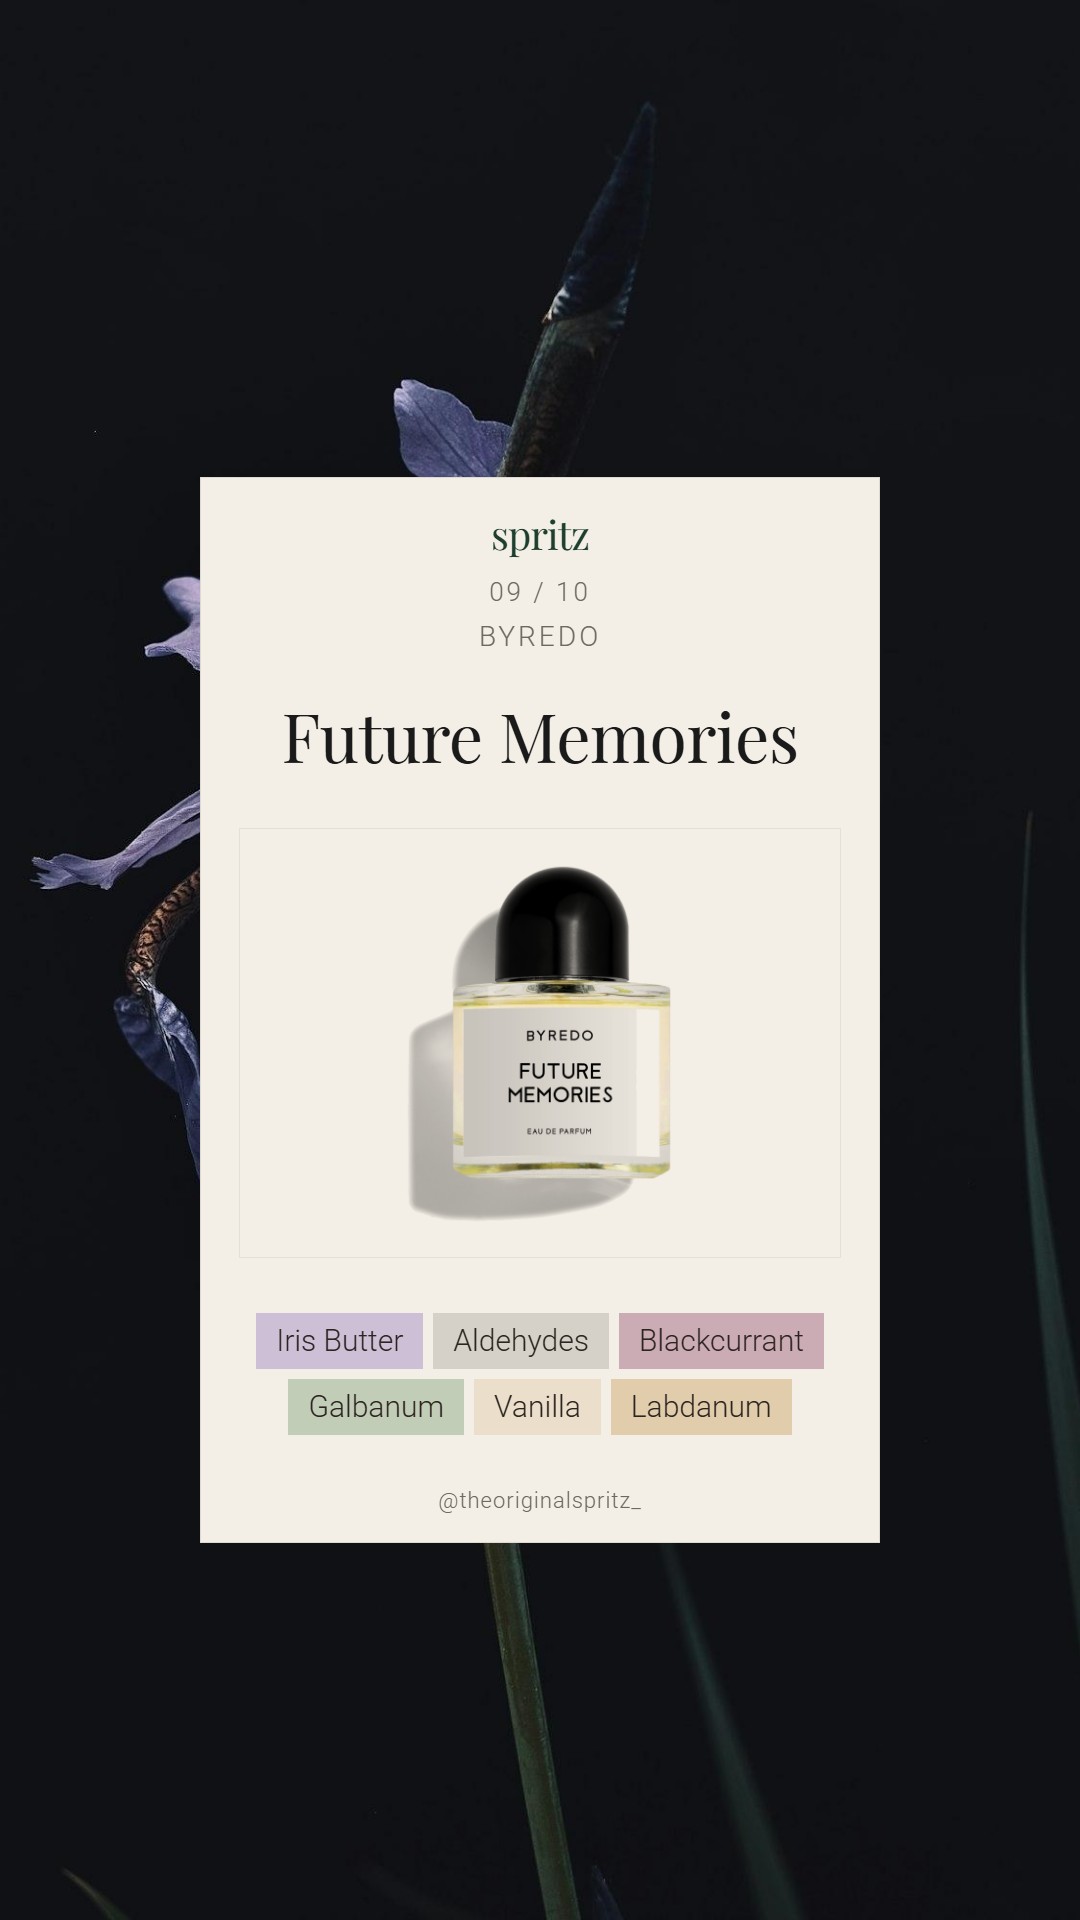 spritz
09 / 10
BYREDO
Future Memories
BYREDO
FUTURE
MEMORIES
EAU DE PARFUM
Iris Butter Aldehydes Blackcurrant
Galbanum Vanilla Labdanum
@theoriginalspritz_